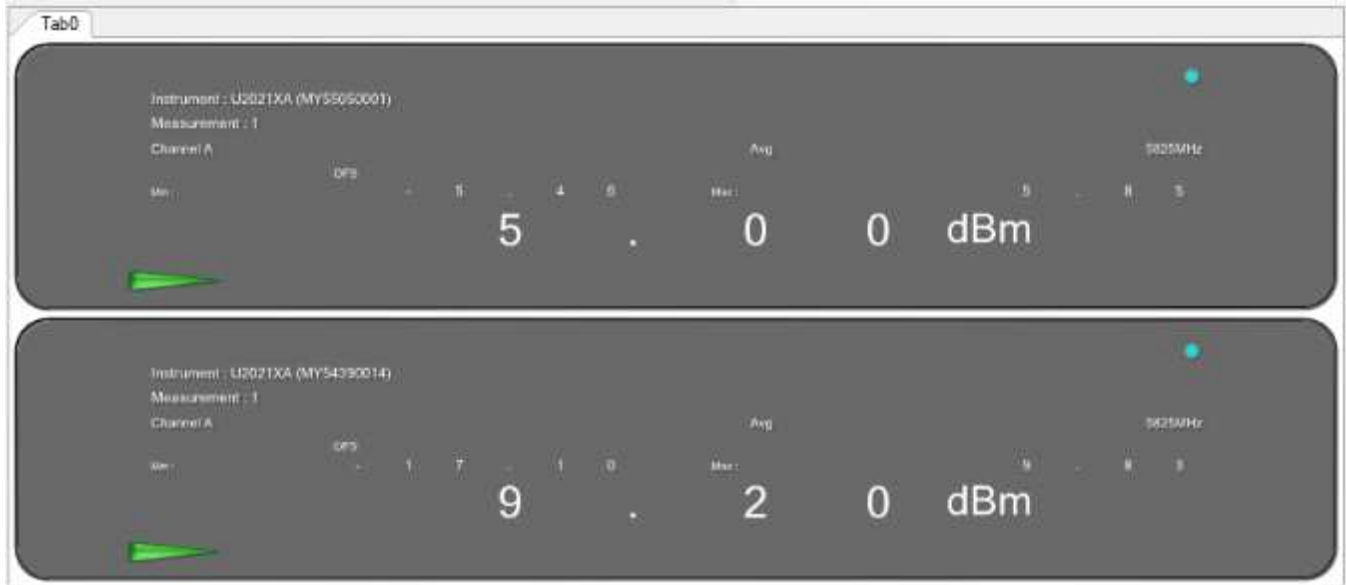 Tab0
Instrument : U2021XA (MY55050001)
Measurement : 1
Channel A Avg 5825MHz
OFS
Min : - 5 . 4 6 Max : 5 . 8 5
5 . 0 0 dBm
Instrument : U2021XA (MY54390014)
Measurement : 1
Channel A Avg 5825MHz
OFS
Min : - 1 7 . 1 0 Max : 9 . 8 3
9 . 2 0 dBm